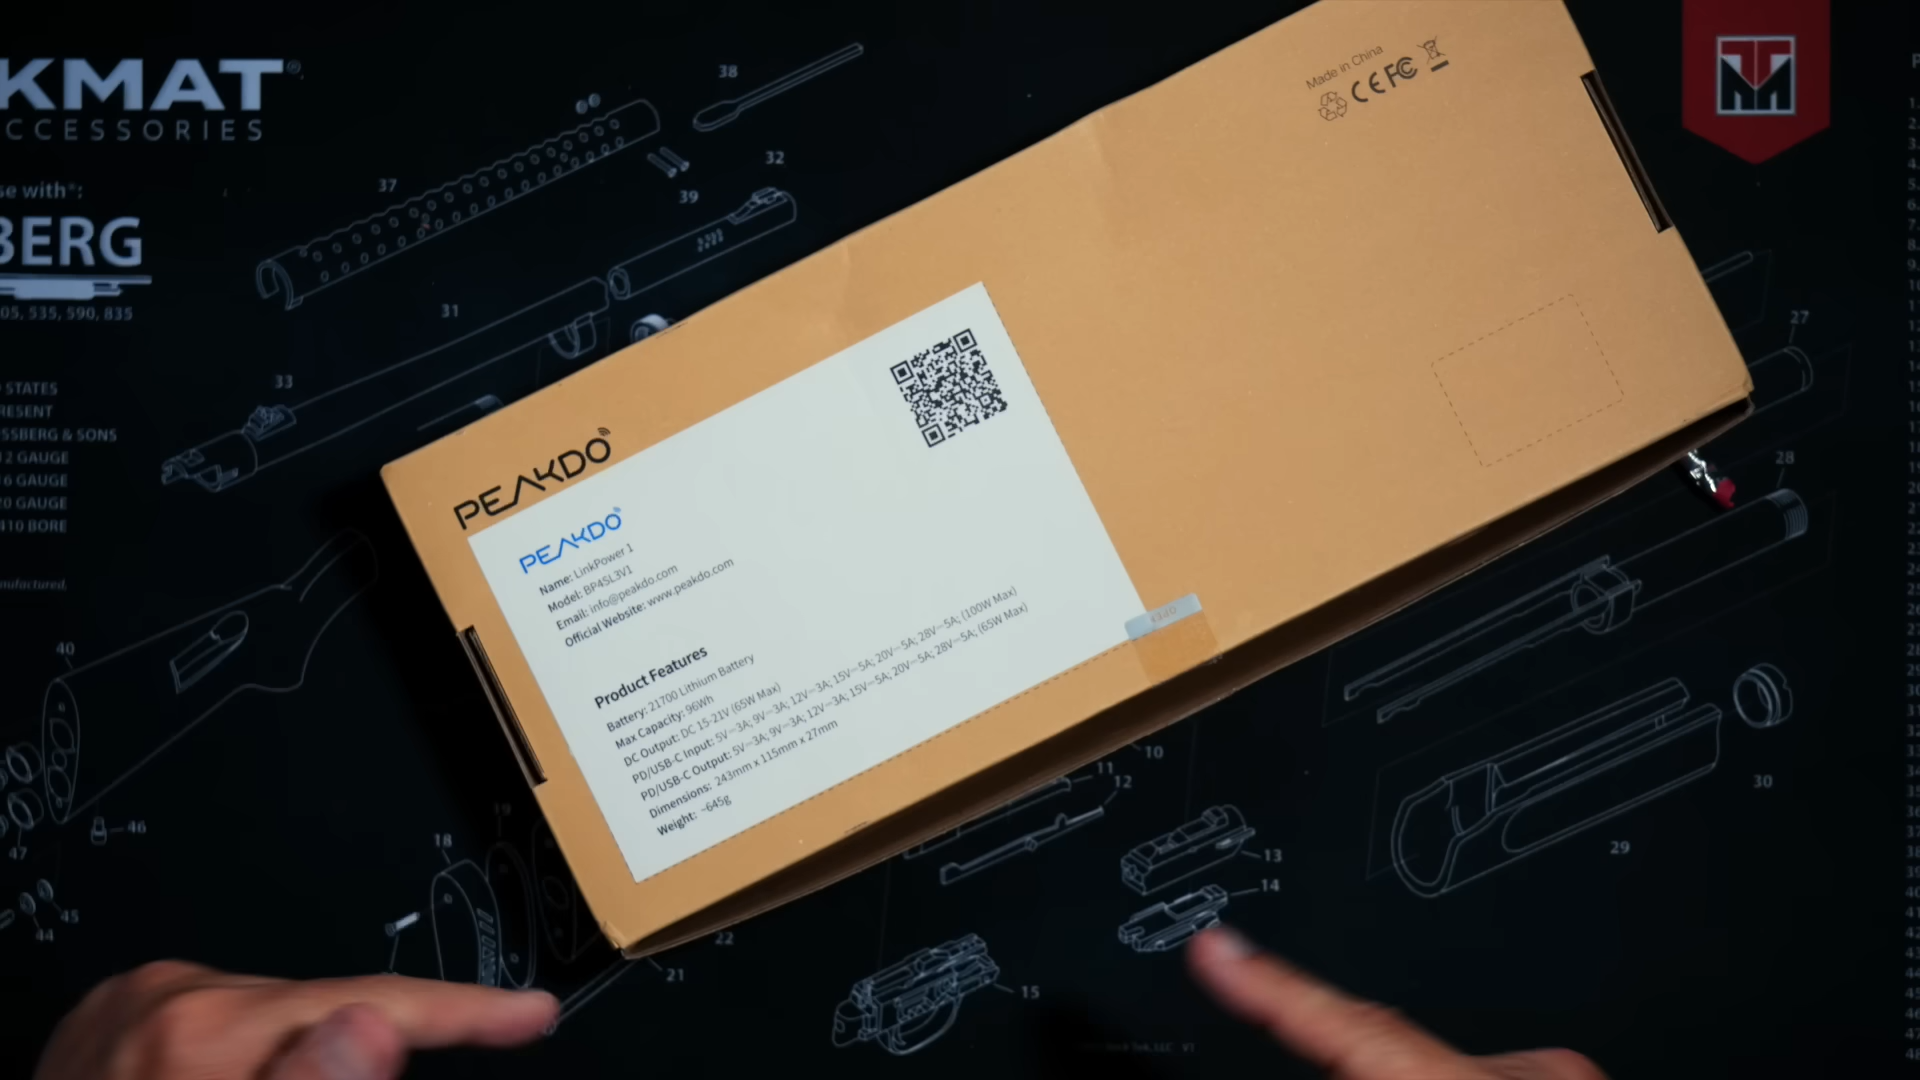 KMAT®
CCESSORIES
se with*:
BERG
05, 535, 590, 835
STATES
RESENT
SSBERG & SONS
12 GAUGE
16 GAUGE
20 GAUGE
410 BORE
nufactured.
38
37
32
39
31
33
40
46
47
45
44
18
19
22
21
10
11
12
13
14
15
27
28
29
30
Made in China
CE FC
PEAKDO
PEAKDO
Name: LinkPower 1
Model: BP4SL3V1
Email: info@peakdo.com
Official Website: www.peakdo.com
Product Features
Battery: 21700 Lithium Battery
Max Capacity: 96Wh
DC Output: DC 15-21V (65W Max)
PD/USB-C Input: 5V⎓3A; 9V⎓3A; 12V⎓3A; 15V⎓5A; 20V⎓5A; 28V⎓5A; (100W Max)
PD/USB-C Output: 5V⎓3A; 9V⎓3A; 12V⎓3A; 15V⎓5A; 20V⎓5A; 28V⎓5A; (65W Max)
Dimensions: 243mm x 115mm x 27mm
Weight: ~645g